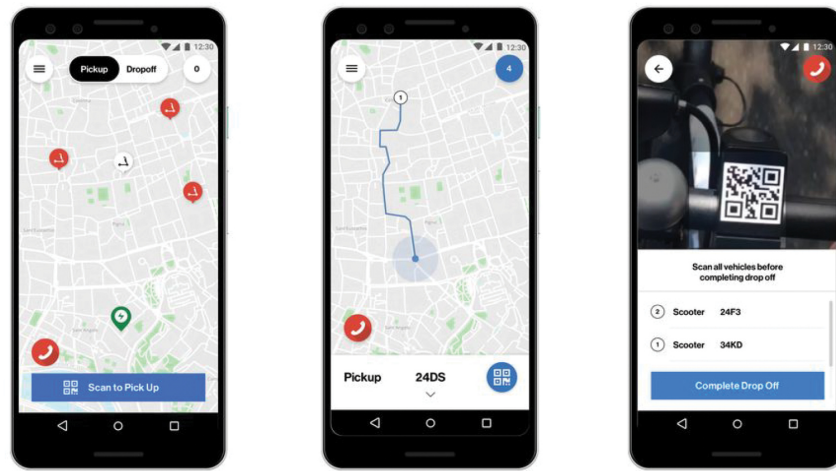 12:30
Pickup
Dropoff
0
Scan to Pick Up
12:30
4
1
Pickup 24DS
12:30
Scan all vehicles before
completing drop off
2 Scooter 24F3
1 Scooter 34KD
Complete Drop Off